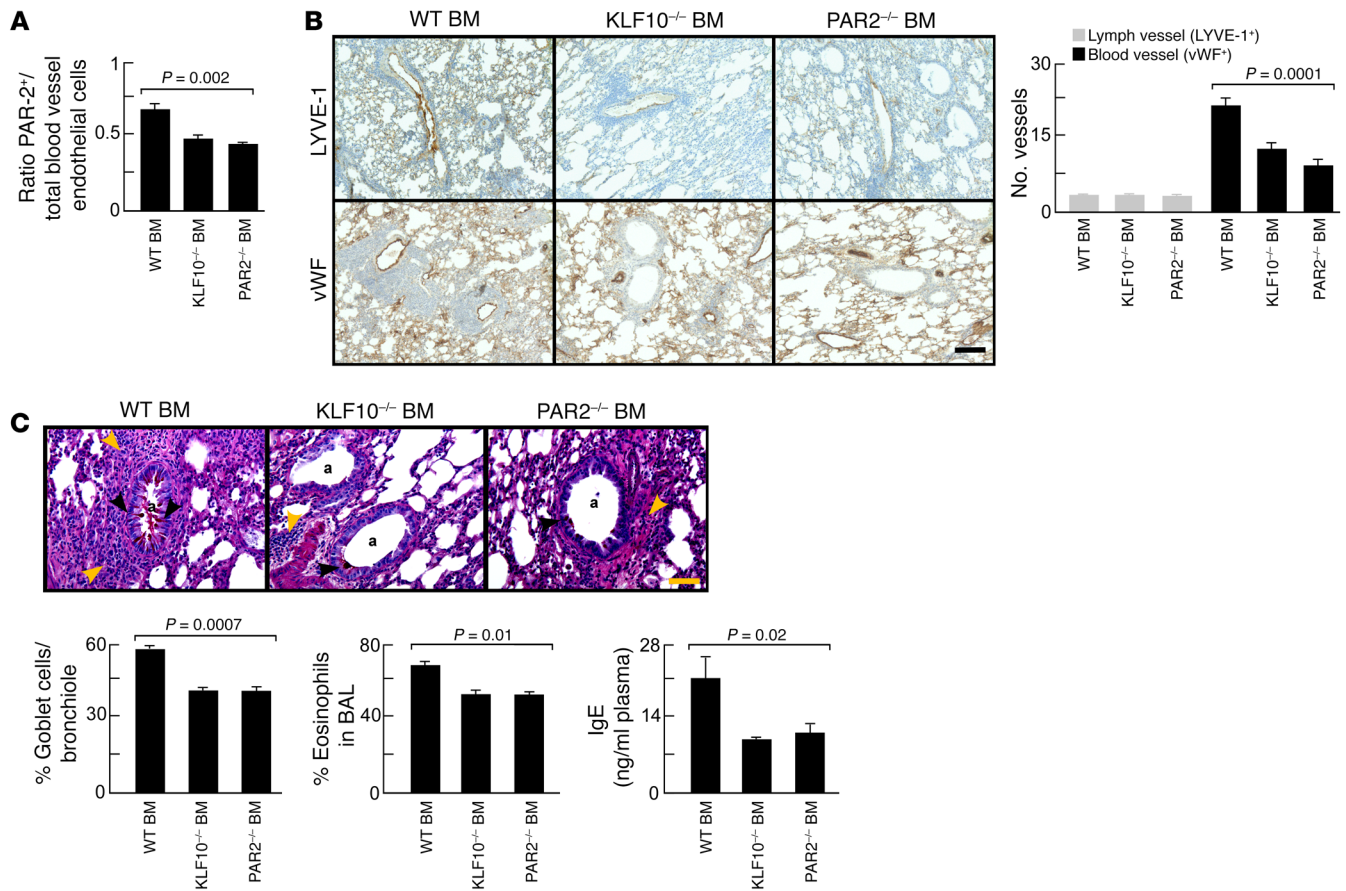 A
Ratio PAR-2⁺/
total blood vessel
endothelial cells
1
0.5
0
P = 0.002
WT BM
KLF10⁻/⁻ BM
PAR2⁻/⁻ BM
B
WT BM
KLF10⁻/⁻ BM
PAR2⁻/⁻ BM
LYVE-1
vWF
Lymph vessel (LYVE-1⁺)
Blood vessel (vWF⁺)
No. vessels
30
15
0
P = 0.0001
WT BM
KLF10⁻/⁻ BM
PAR2⁻/⁻ BM
WT BM
KLF10⁻/⁻ BM
PAR2⁻/⁻ BM
C
WT BM
KLF10⁻/⁻ BM
PAR2⁻/⁻ BM
a
a
a
a
% Goblet cells/
bronchiole
60
30
0
P = 0.0007
WT BM
KLF10⁻/⁻ BM
PAR2⁻/⁻ BM
% Eosinophils
in BAL
80
40
0
P = 0.01
WT BM
KLF10⁻/⁻ BM
PAR2⁻/⁻ BM
IgE
(ng/ml plasma)
28
14
0
P = 0.02
WT BM
KLF10⁻/⁻ BM
PAR2⁻/⁻ BM